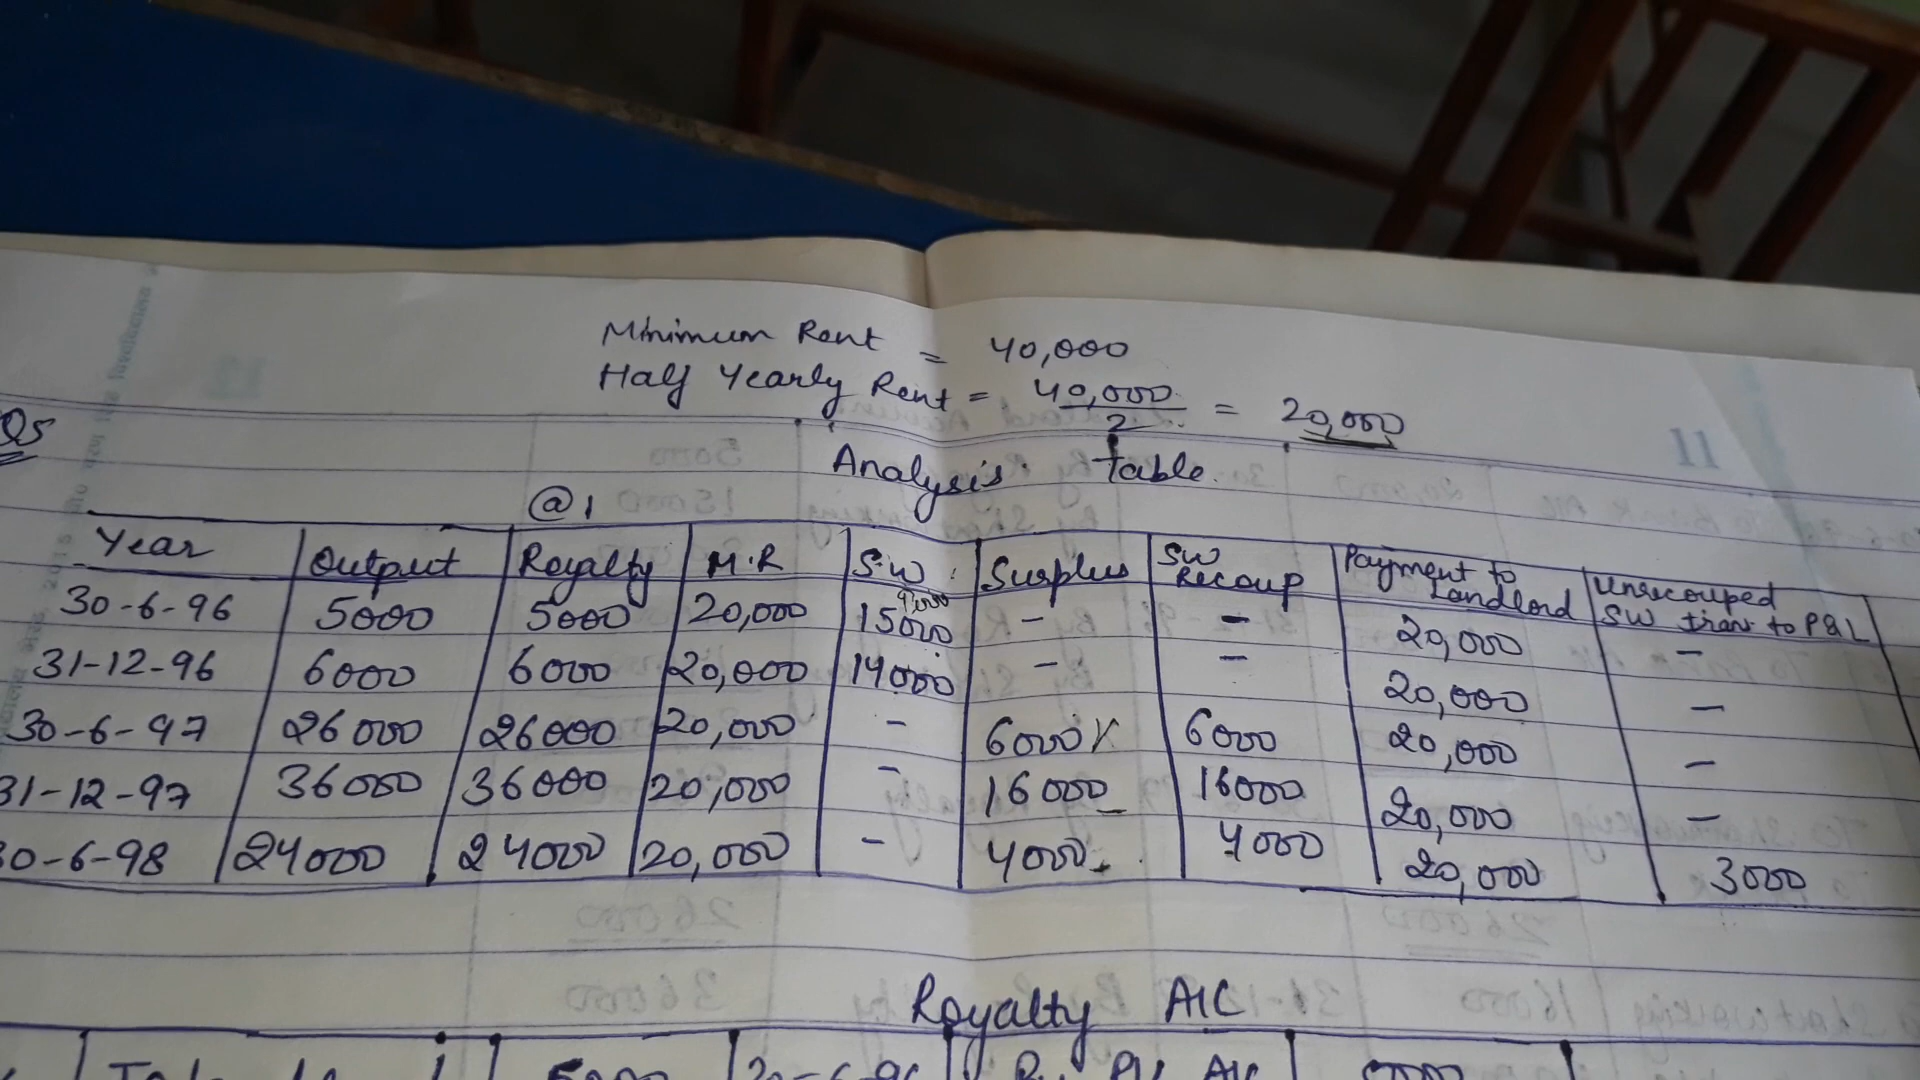 Minimum Rent = 40,000
Half Yearly Rent = 40,000 / 2 = 20,000
11
Q5
Analysis Table.
@1
Year Output Royalty M.R S.W. Surplus SW Recoup Payment to Landlord Unrecouped SW tran to P&L
30-6-96 5000 5000 20,000 15000 - - 20,000 -
31-12-96 6000 6000 20,000 14000 - - 20,000 -
30-6-97 26000 26000 20,000 - 6000 6000 20,000 -
31-12-97 36000 36000 20,000 - 16000 16000 20,000 -
30-6-98 24000 24000 20,000 - 4000 4000 20,000 3000
Royalty A/C